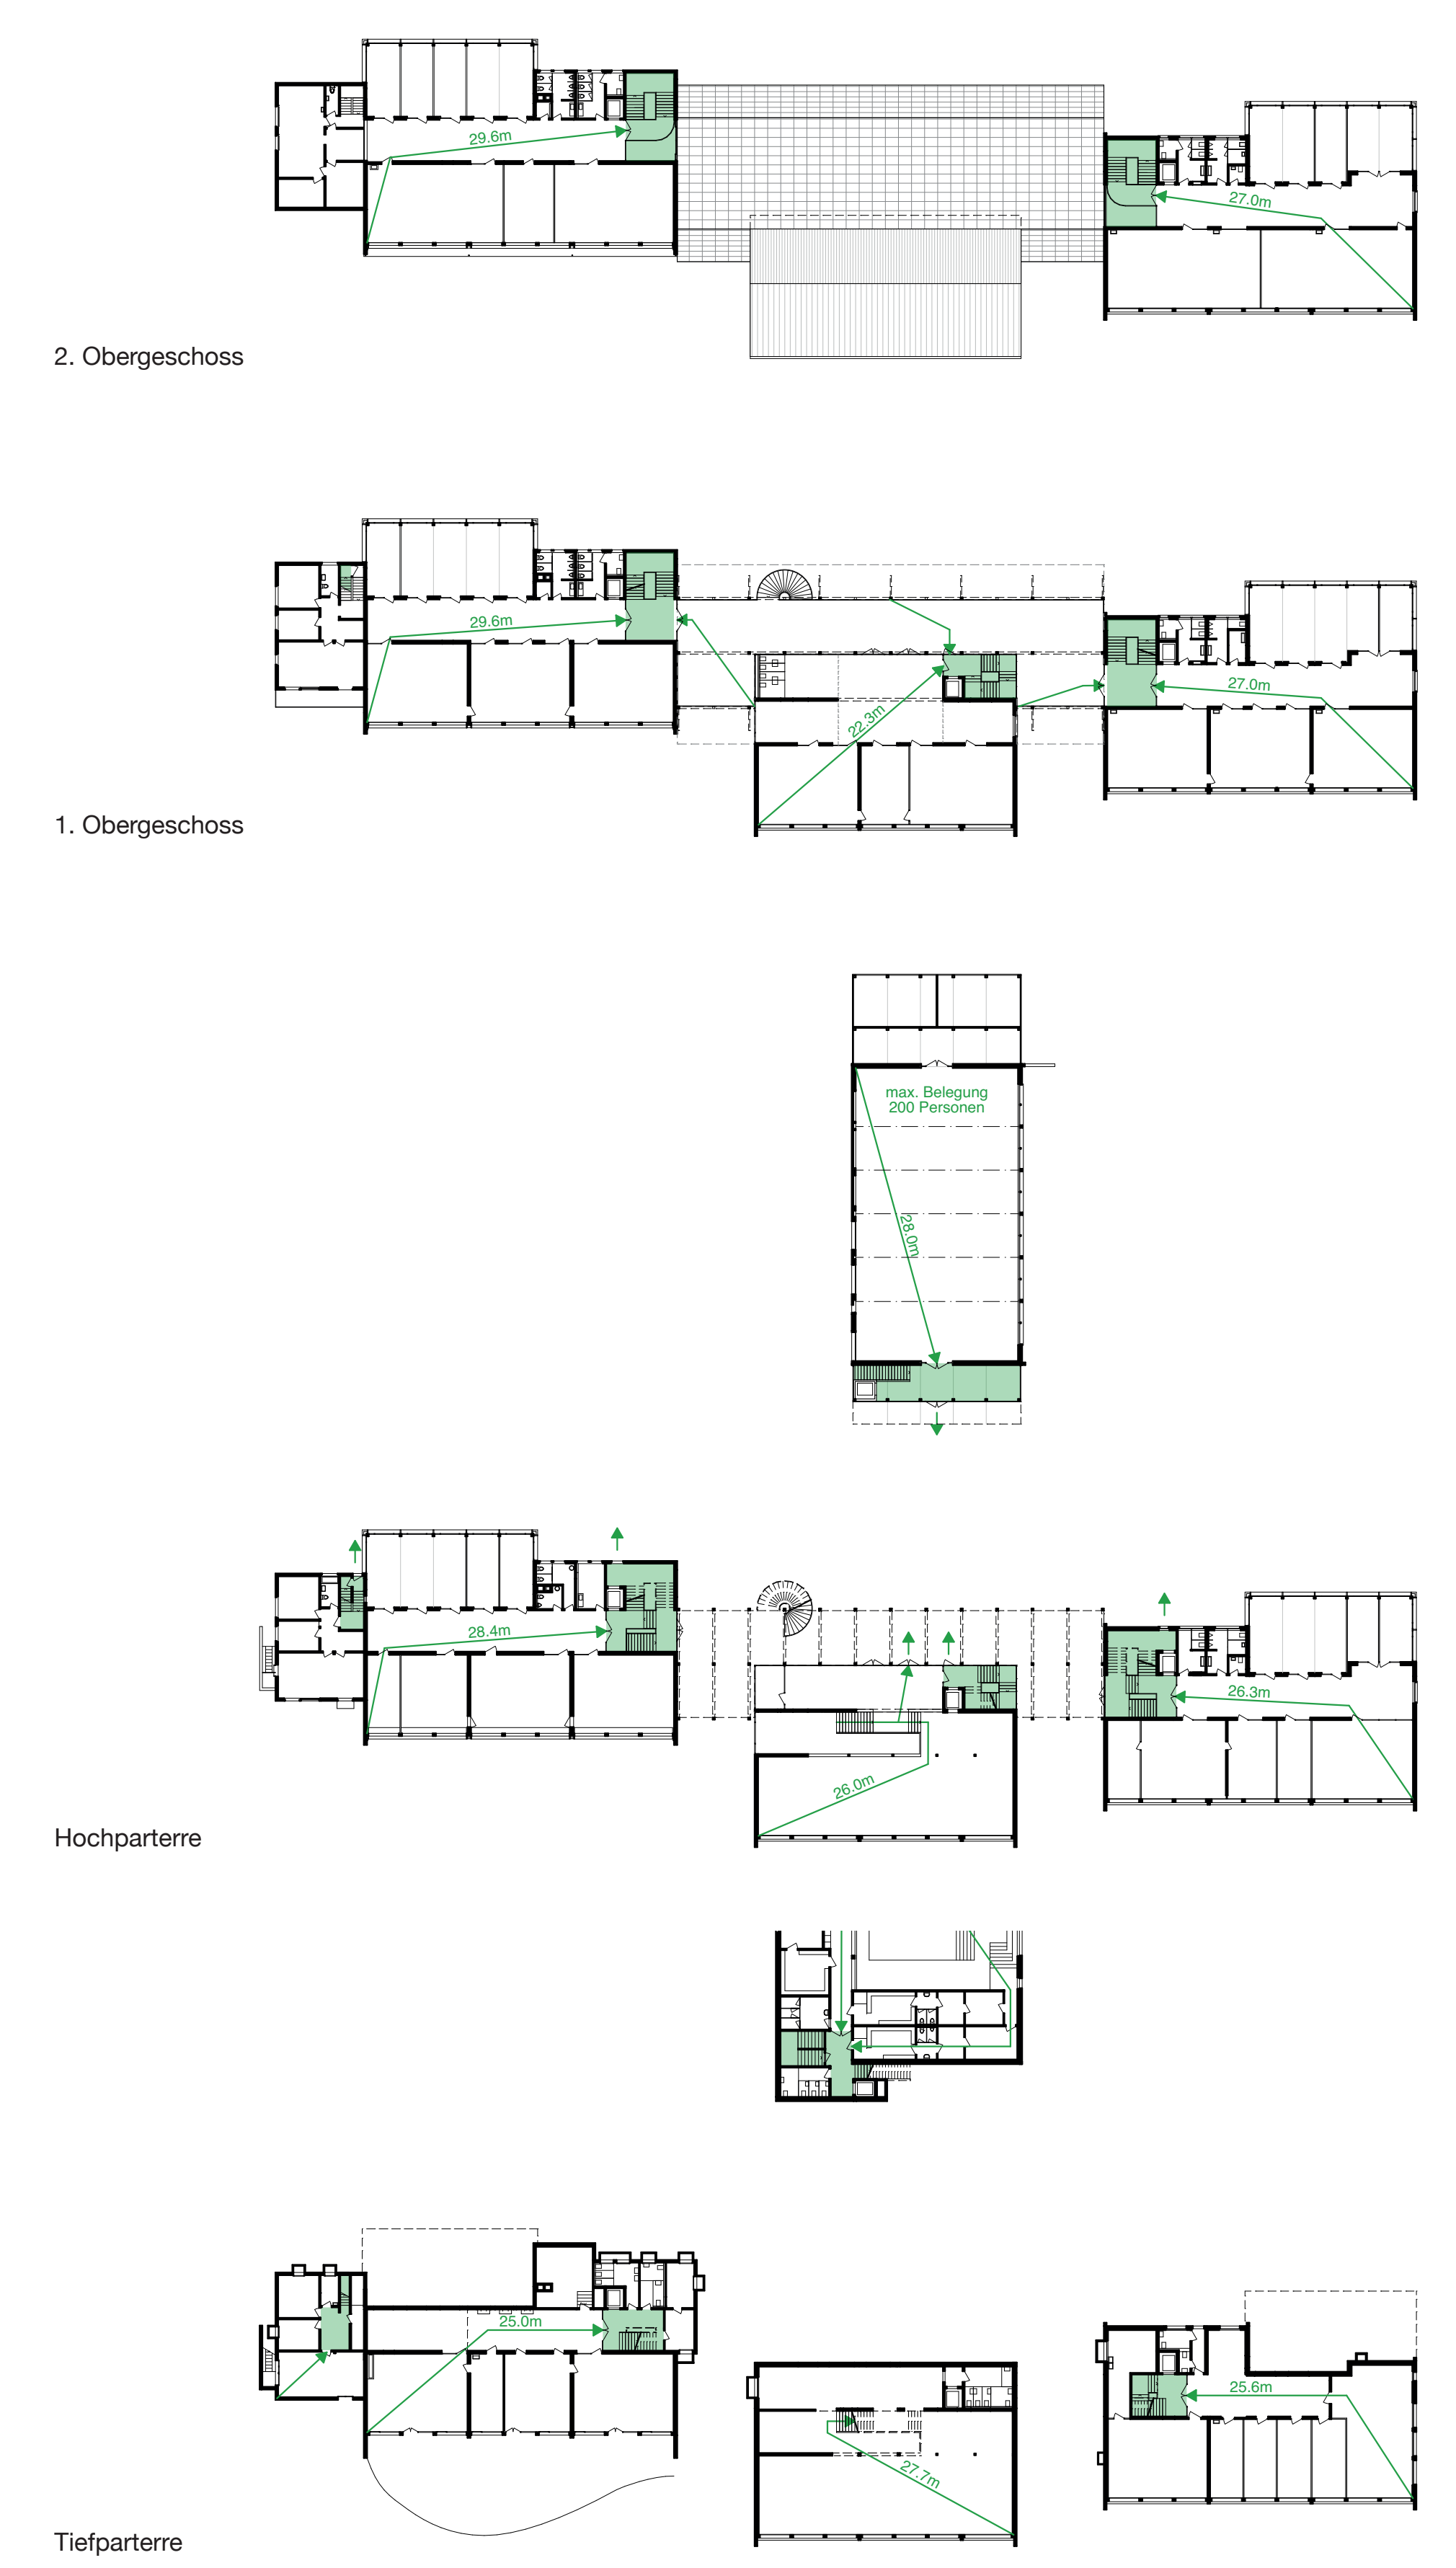 29.6m
27.0m
2. Obergeschoss
29.6m
22.3m
27.0m
1. Obergeschoss
max. Belegung
200 Personen
28.0m
28.4m
26.3m
26.0m
Hochparterre
25.0m
25.6m
27.7m
Tiefparterre